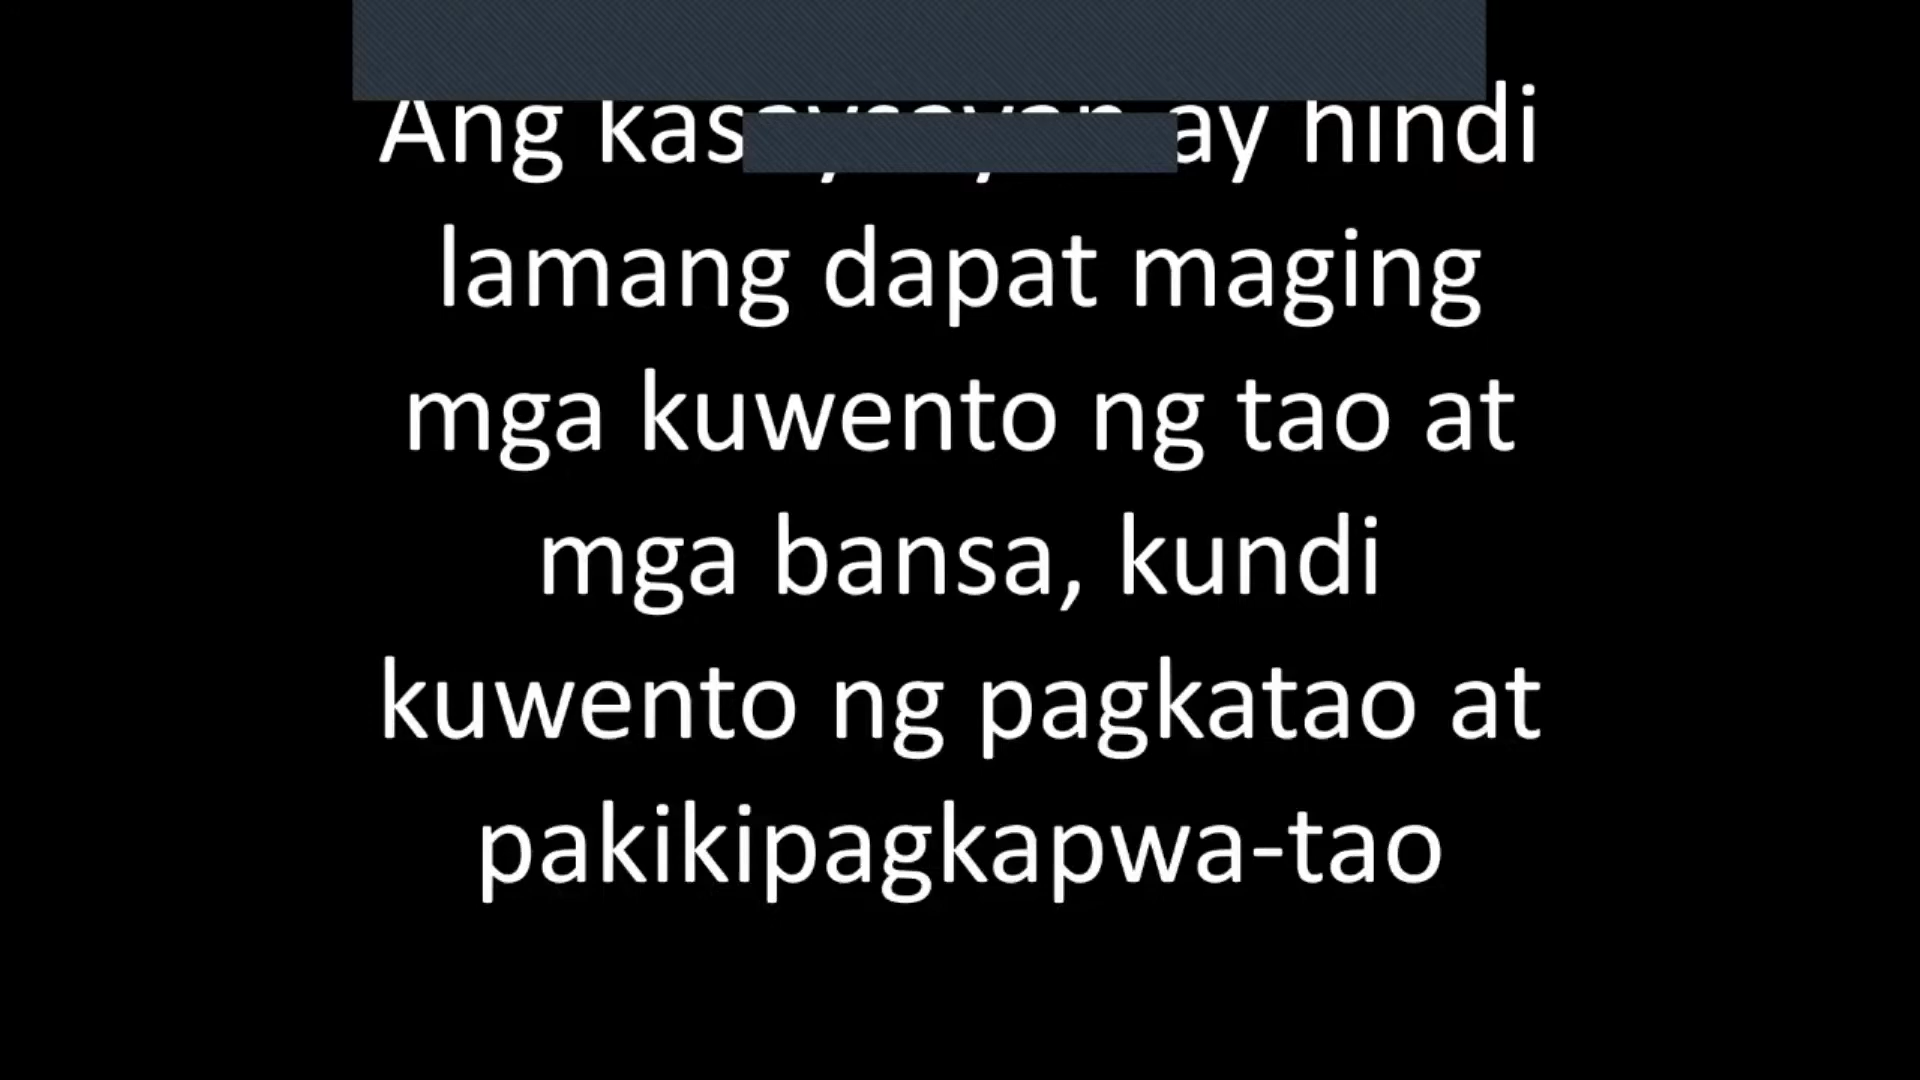 Ang kasaysayan ay hindi
lamang dapat maging
mga kuwento ng tao at
mga bansa, kundi
kuwento ng pagkatao at
pakikipagkapwa-tao